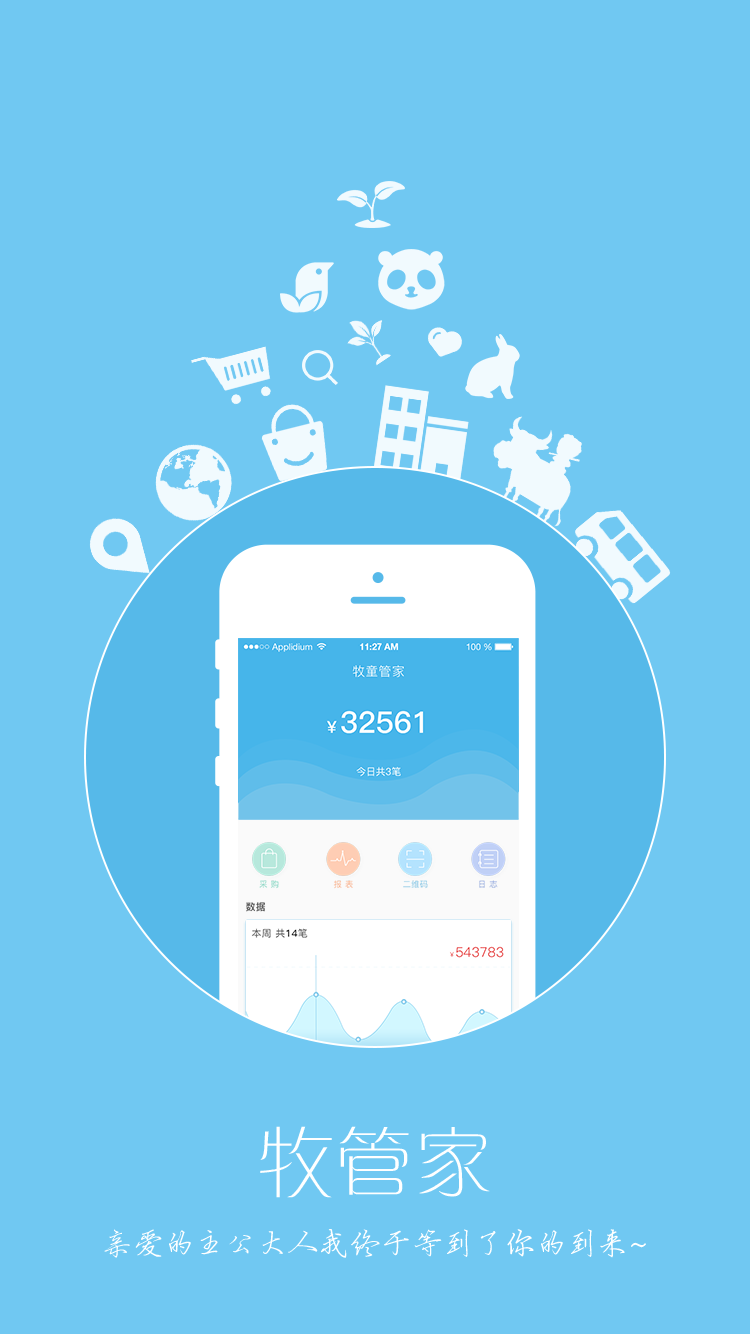 ●●●○○ Applidium 11:27 AM 100 %
牧童管家
¥32561
今日共3笔
采购 报表 二维码 日志
数据
本周 共14笔
¥543783
牧管家
亲爱的主公大人我终于等到了你的到来~